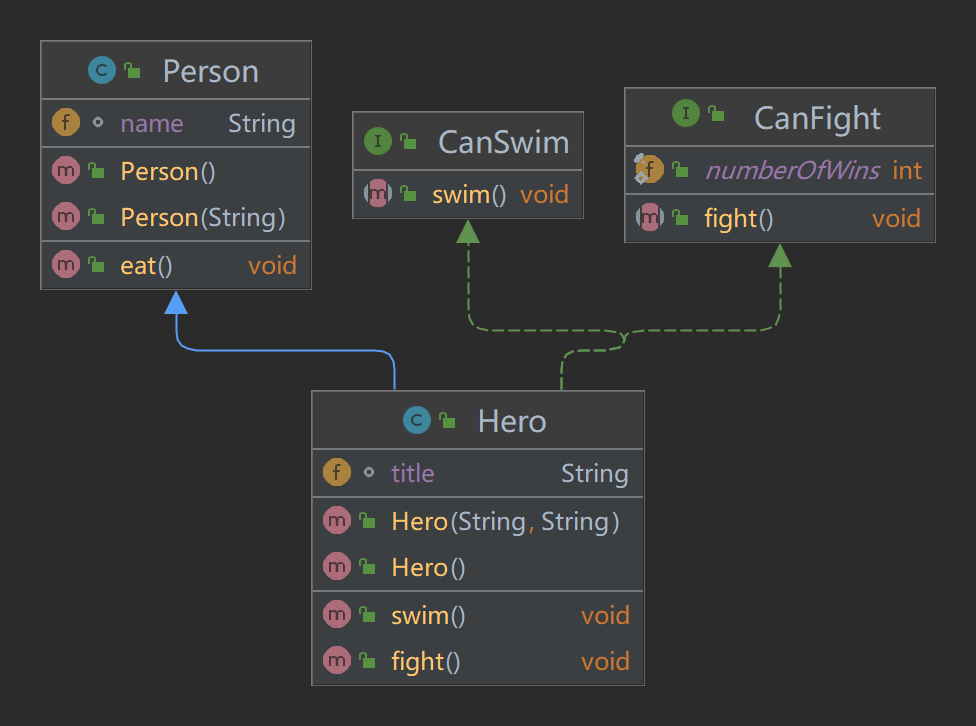 C Person
f name String
m Person()
m Person(String)
m eat() void
I CanSwim
m swim() void
I CanFight
f numberOfWins int
m fight() void
C Hero
f title String
m Hero(String, String)
m Hero()
m swim() void
m fight() void